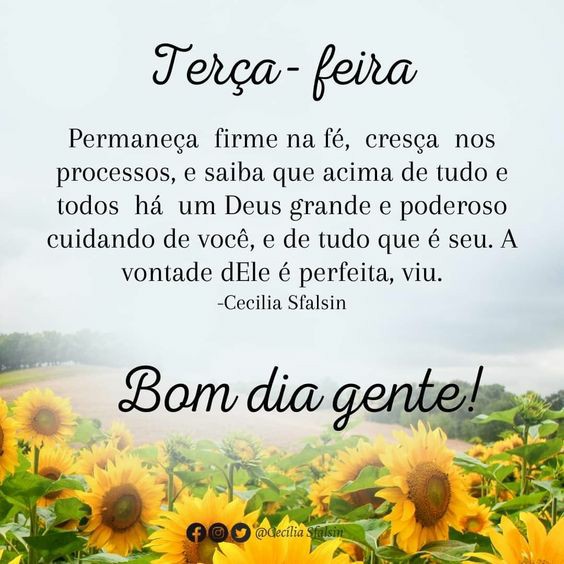 Terça - feira
Permaneça firme na fé, cresça nos
processos, e saiba que acima de tudo e
todos há um Deus grande e poderoso
cuidando de você, e de tudo que é seu. A
vontade dEle é perfeita, viu.
-Cecilia Sfalsin
Bom dia gente!
@Cecília Sfalsin